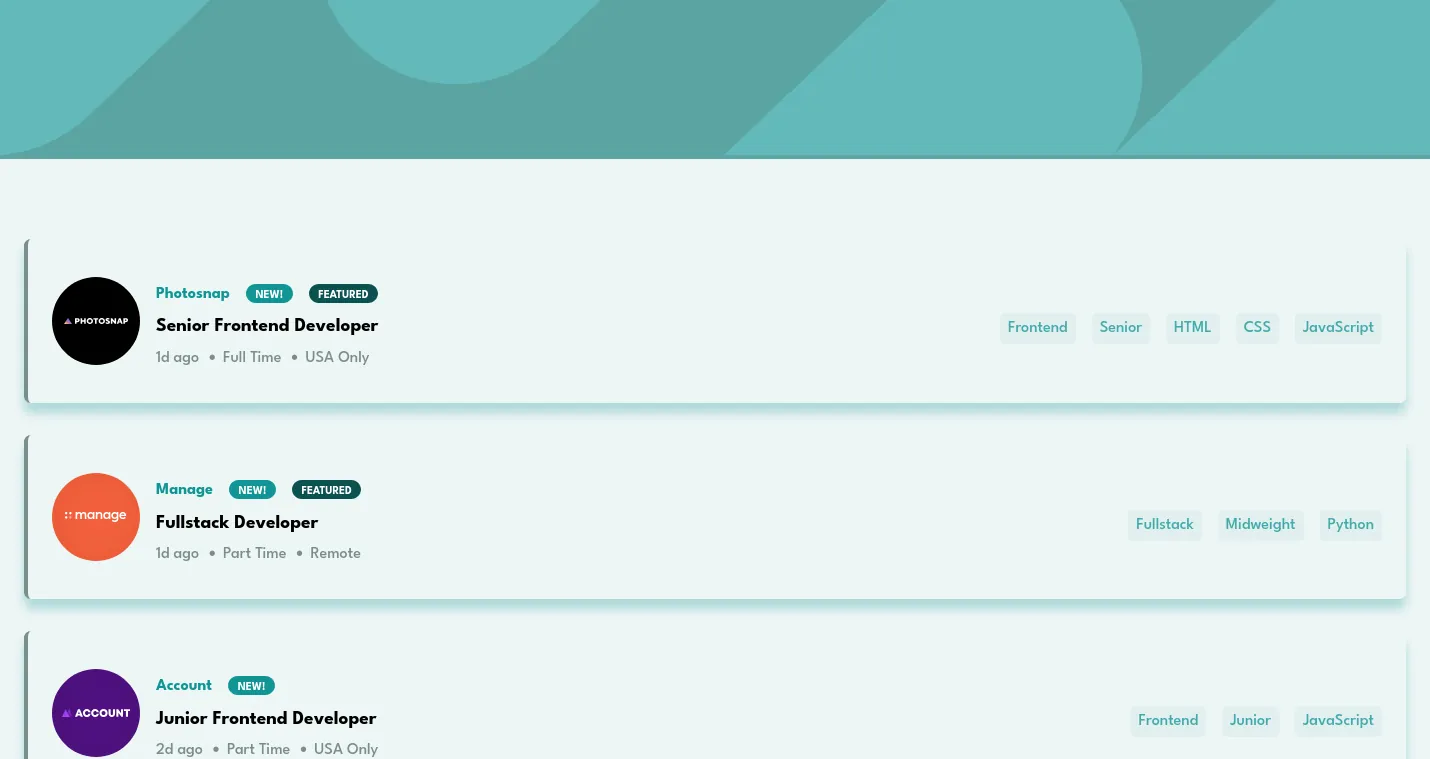 PHOTOSNAP
Photosnap NEW! FEATURED
Senior Frontend Developer
1d ago • Full Time • USA Only
Frontend Senior HTML CSS JavaScript
manage
Manage NEW! FEATURED
Fullstack Developer
1d ago • Part Time • Remote
Fullstack Midweight Python
ACCOUNT
Account NEW!
Junior Frontend Developer
2d ago • Part Time • USA Only
Frontend Junior JavaScript